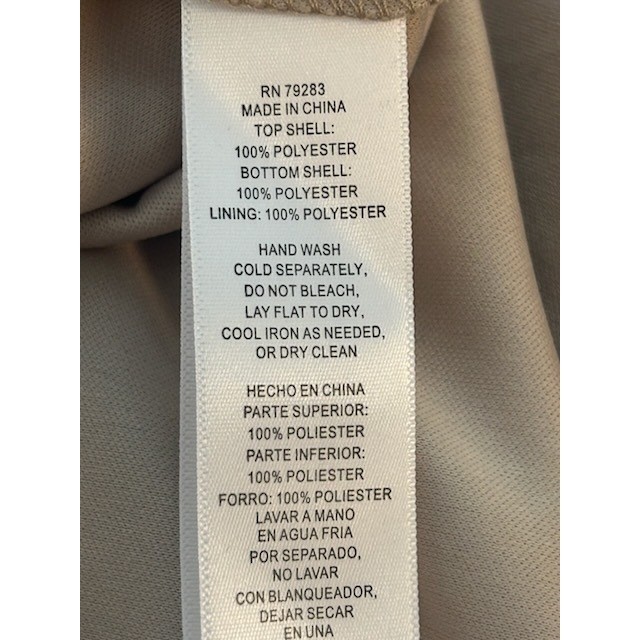 RN 79283
MADE IN CHINA
TOP SHELL:
100% POLYESTER
BOTTOM SHELL:
100% POLYESTER
LINING: 100% POLYESTER
HAND WASH
COLD SEPARATELY,
DO NOT BLEACH,
LAY FLAT TO DRY,
COOL IRON AS NEEDED,
OR DRY CLEAN
HECHO EN CHINA
PARTE SUPERIOR:
100% POLIESTER
PARTE INFERIOR:
100% POLIESTER
FORRO: 100% POLIESTER
LAVAR A MANO
EN AGUA FRIA
POR SEPARADO,
NO LAVAR
CON BLANQUEADOR,
DEJAR SECAR
EN UNA